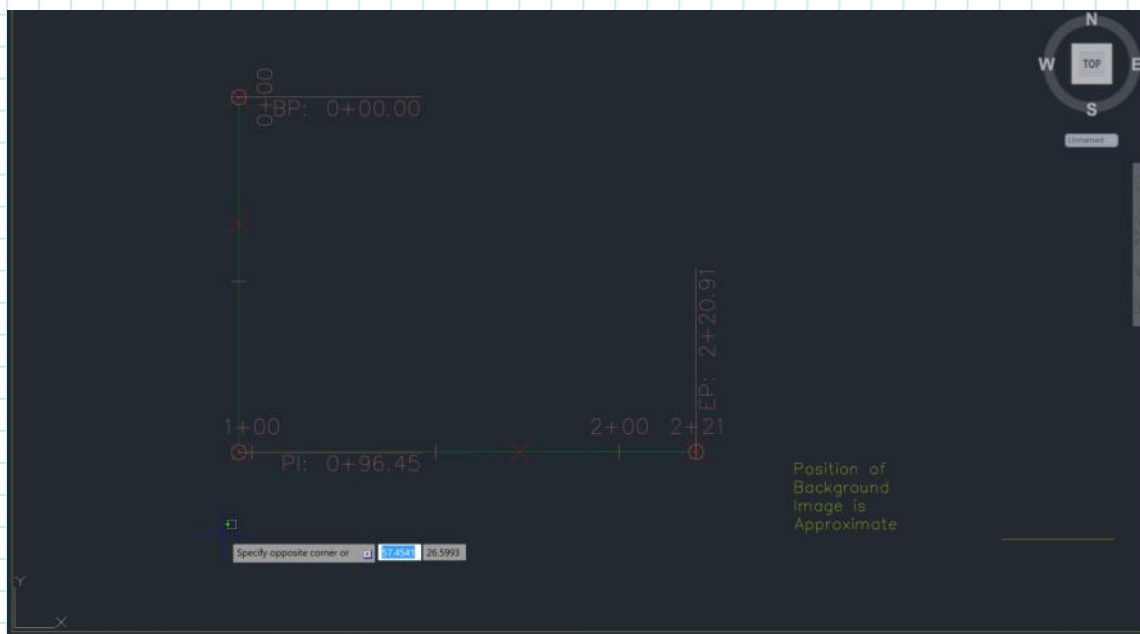 N
W TOP E
S
Unnamed
0+00
BP: 0+00.00
EP: 2+20.91
1+00
2+00
2+21
PI: 0+96.45
Position of
Background
Image is
Approximate
Specify opposite corner or 57.4541 26.5993
Y
X